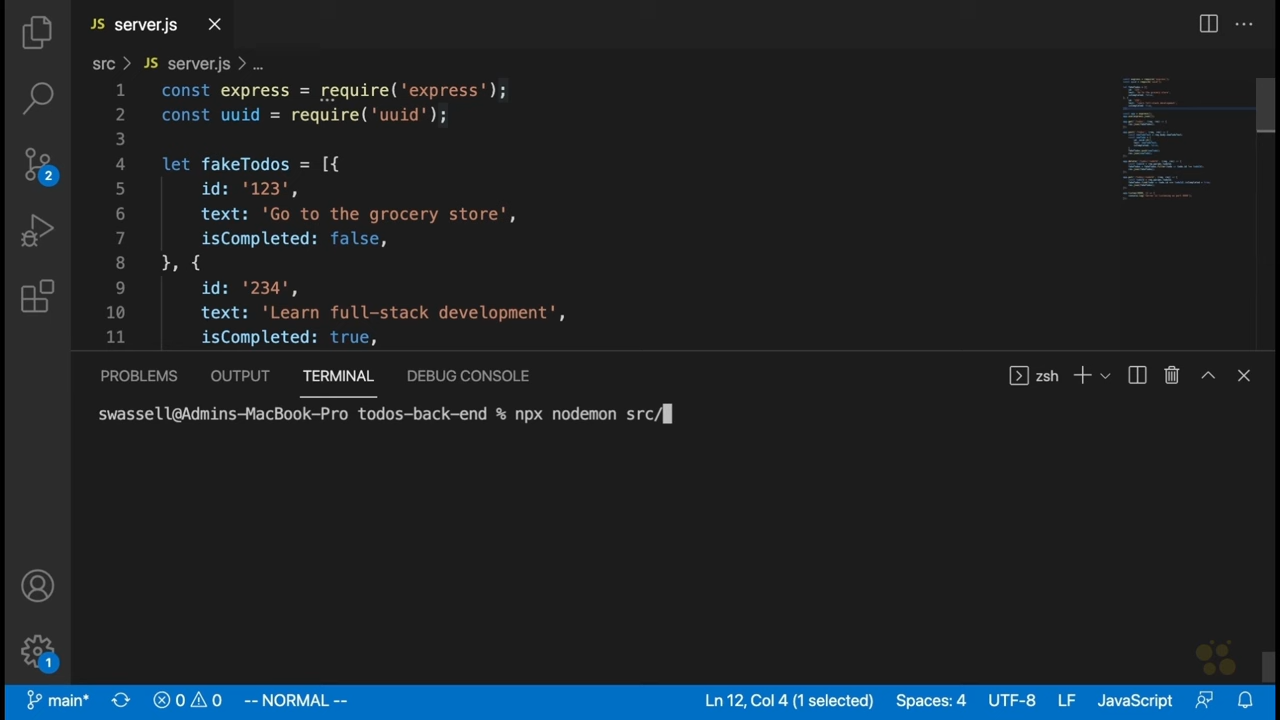 JS server.js
2
1
src > JS server.js > ...
1 const express = require('express');
2 const uuid = require('uuid');
3
4 let fakeTodos = [{
5 id: '123',
6 text: 'Go to the grocery store',
7 isCompleted: false,
8 }, {
9 id: '234',
10 text: 'Learn full-stack development',
11 isCompleted: true,
PROBLEMS OUTPUT TERMINAL DEBUG CONSOLE zsh
swassell@Admins-MacBook-Pro todos-back-end % npx nodemon src/
main* 0 0 -- NORMAL -- Ln 12, Col 4 (1 selected) Spaces: 4 UTF-8 LF JavaScript